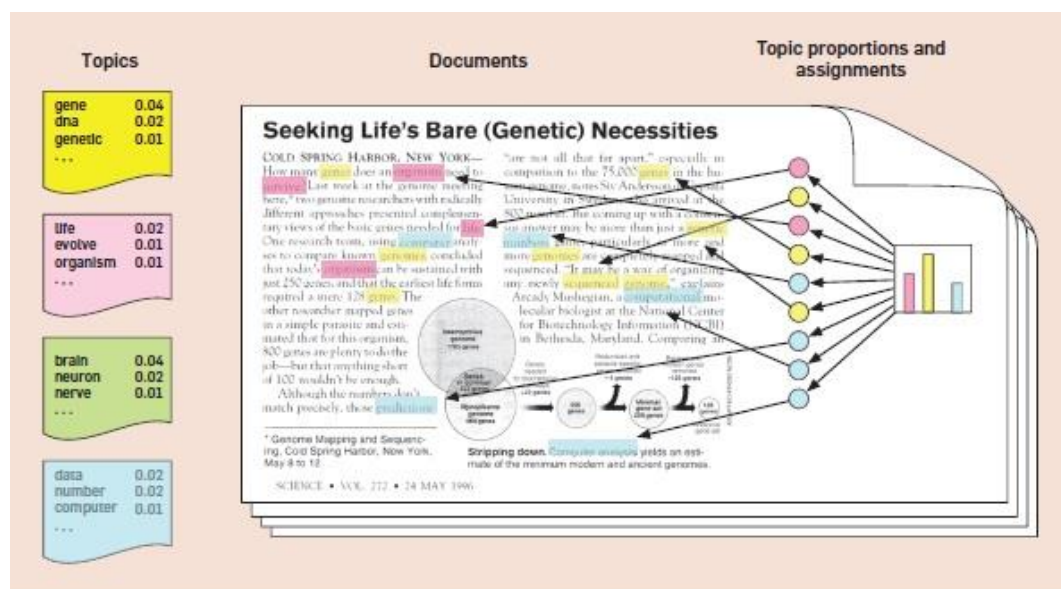 Topics
Documents
Topic proportions and
assignments
gene 0.04
dna 0.02
genetic 0.01
...
life 0.02
evolve 0.01
organism 0.01
...
brain 0.04
neuron 0.02
nerve 0.01
...
data 0.02
number 0.02
computer 0.01
...
Seeking Life's Bare (Genetic) Necessities
COLD SPRING HARBOR, NEW YORK—
How many genes does an organism need to
survive? Last week at the genome meeting
here,* two genome researchers with radically
different approaches presented complemen-
tary views of the basic genes needed for life.
One research team, using computer analy-
ses to compare known genomes, concluded
that today's organisms can be sustained with
just 250 genes, and that the earliest life forms
required a mere 128 genes. The
other researcher mapped genes
in a simple parasite and esti-
mated that for this organism,
800 genes are plenty to do the
job—but that anything short
of 100 wouldn't be enough.
Although the numbers don't
match precisely, those predictions
* Genome Mapping and Sequenc-
ing, Cold Spring Harbor, New York,
May 8 to 12.
"are not all that far apart," especially in
comparison to the 75,000 genes in the hu-
man genome, notes Siv Andersson
University in arrived at the
800 number. But coming up with a
answer may be more than just a genetic
numbers particularly more and
more genomes are completely mapped and
sequenced. "It may be a way of organizing
any newly sequenced genome," explains
Arcady Mushegian, a computational mo-
lecular biologist at the National Center
for Biotechnology Information (NCBI)
in Bethesda, Maryland. Comparing an
Haemophilus
genome
1703 genes
Mycoplasma
genome
genes
genes
Minimal
gene set
Stripping down. Computer analysis yields an esti-
mate of the minimum modern and ancient genomes.
SCIENCE • VOL. 272 • 24 MAY 1996